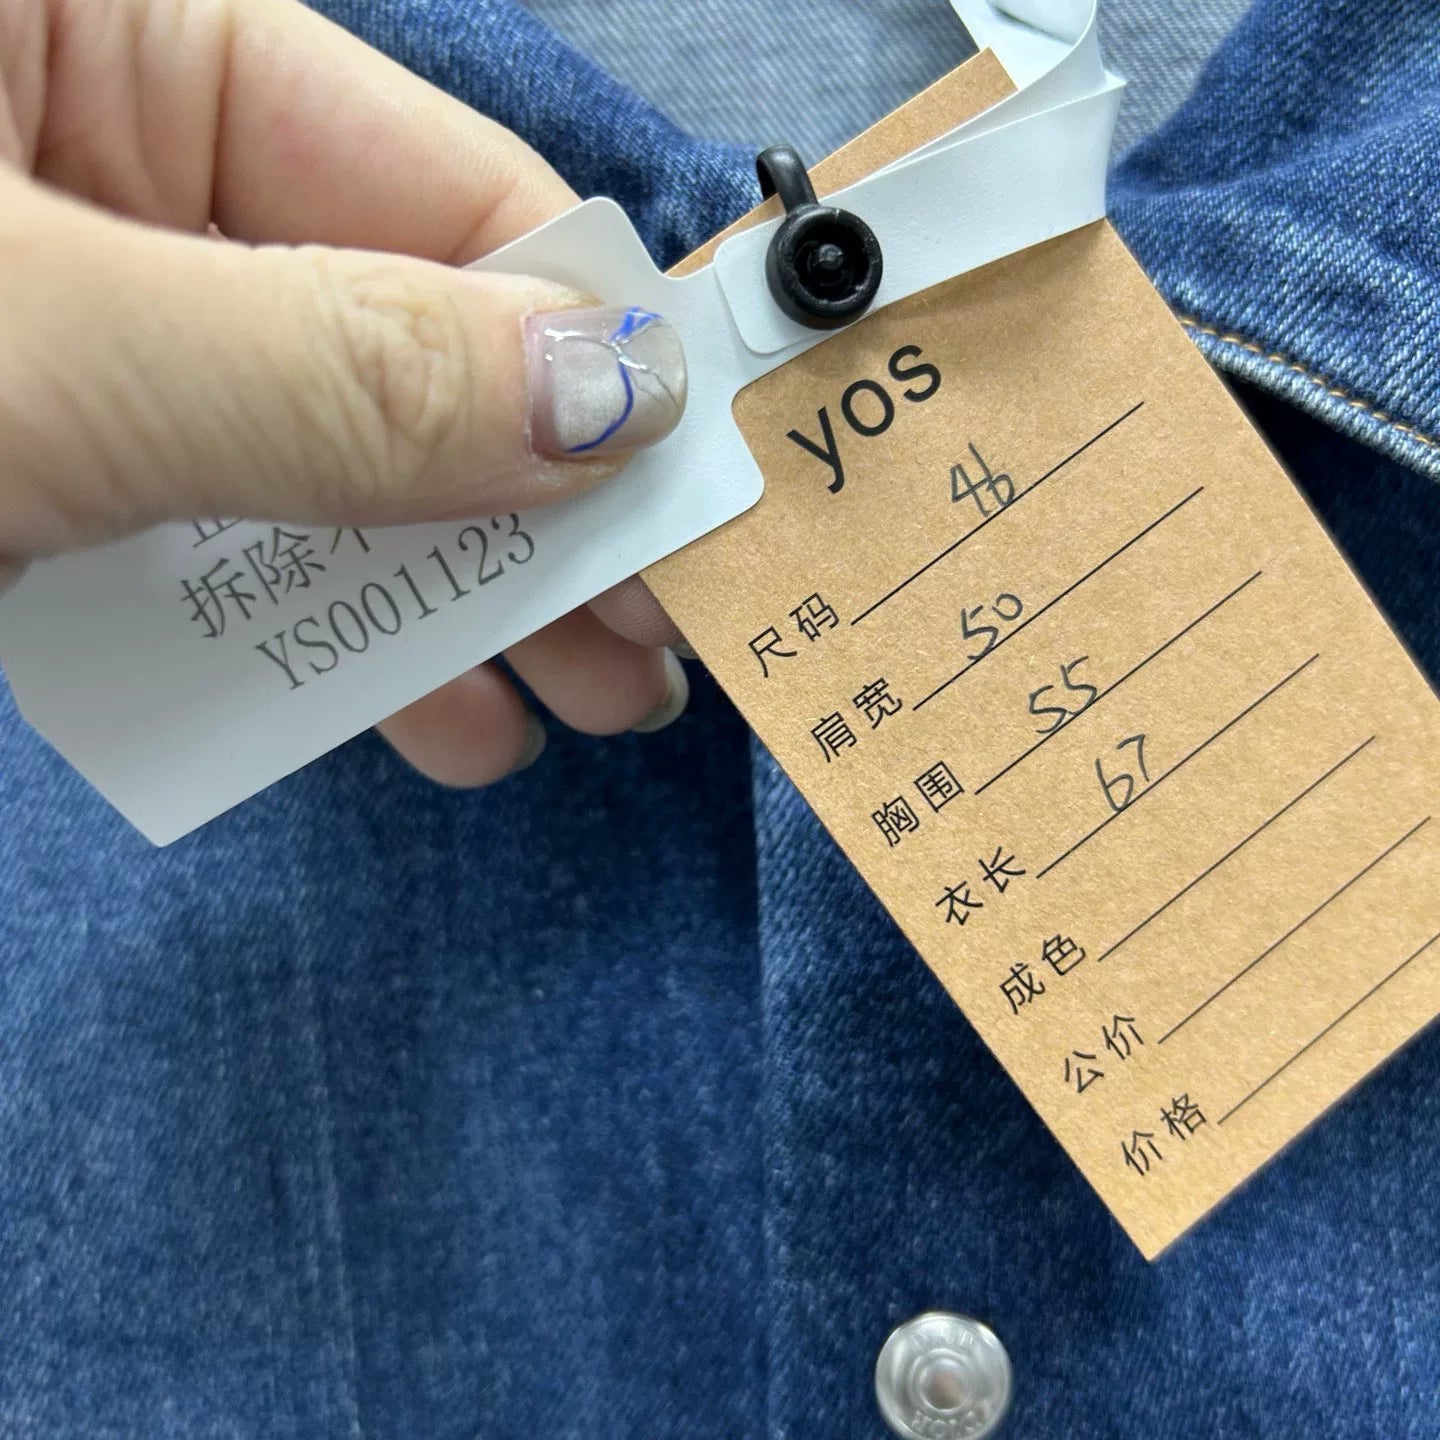 拆除
YS001123
yos
尺码 46
肩宽 50
胸围 55
衣长 67
成色
公价
价格